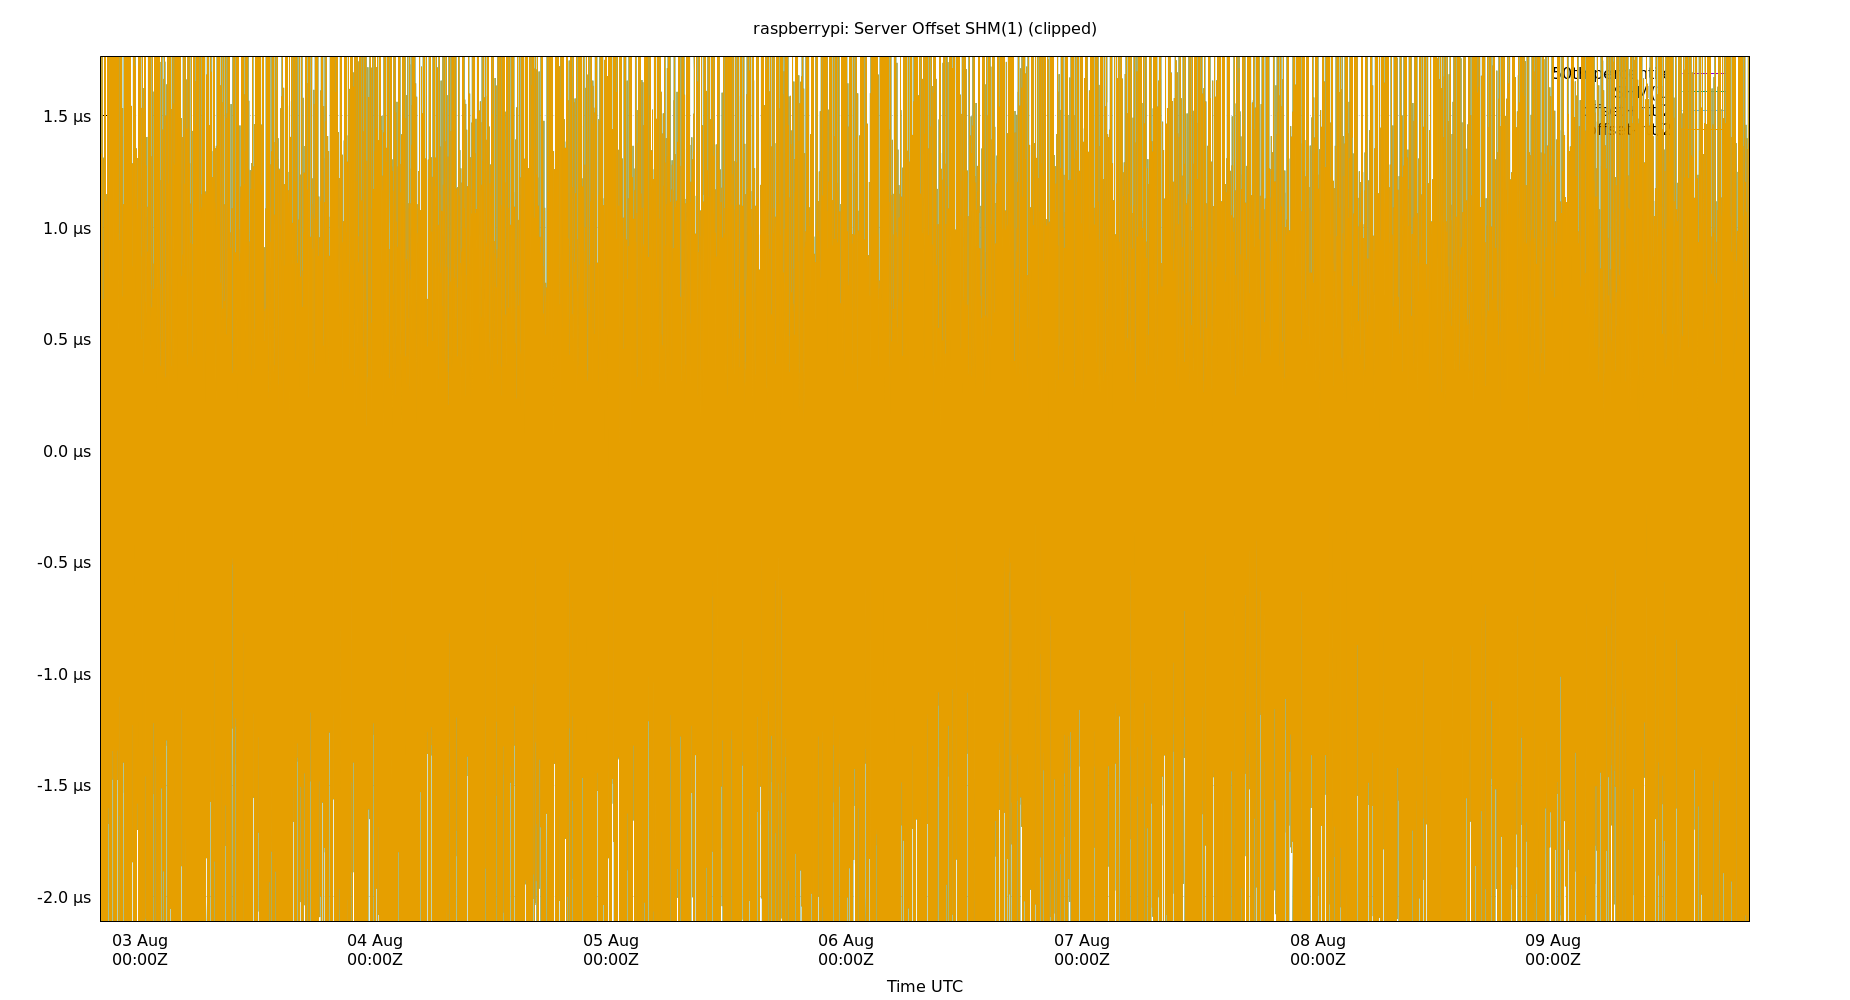 raspberrypi: Server Offset SHM(1) (clipped)
1.5 µs
1.0 µs
0.5 µs
0.0 µs
-0.5 µs
-1.0 µs
-1.5 µs
-2.0 µs
03 Aug 04 Aug 05 Aug 06 Aug 07 Aug 08 Aug 09 Aug
00:00Z 00:00Z 00:00Z 00:00Z 00:00Z 00:00Z 00:00Z
Time UTC